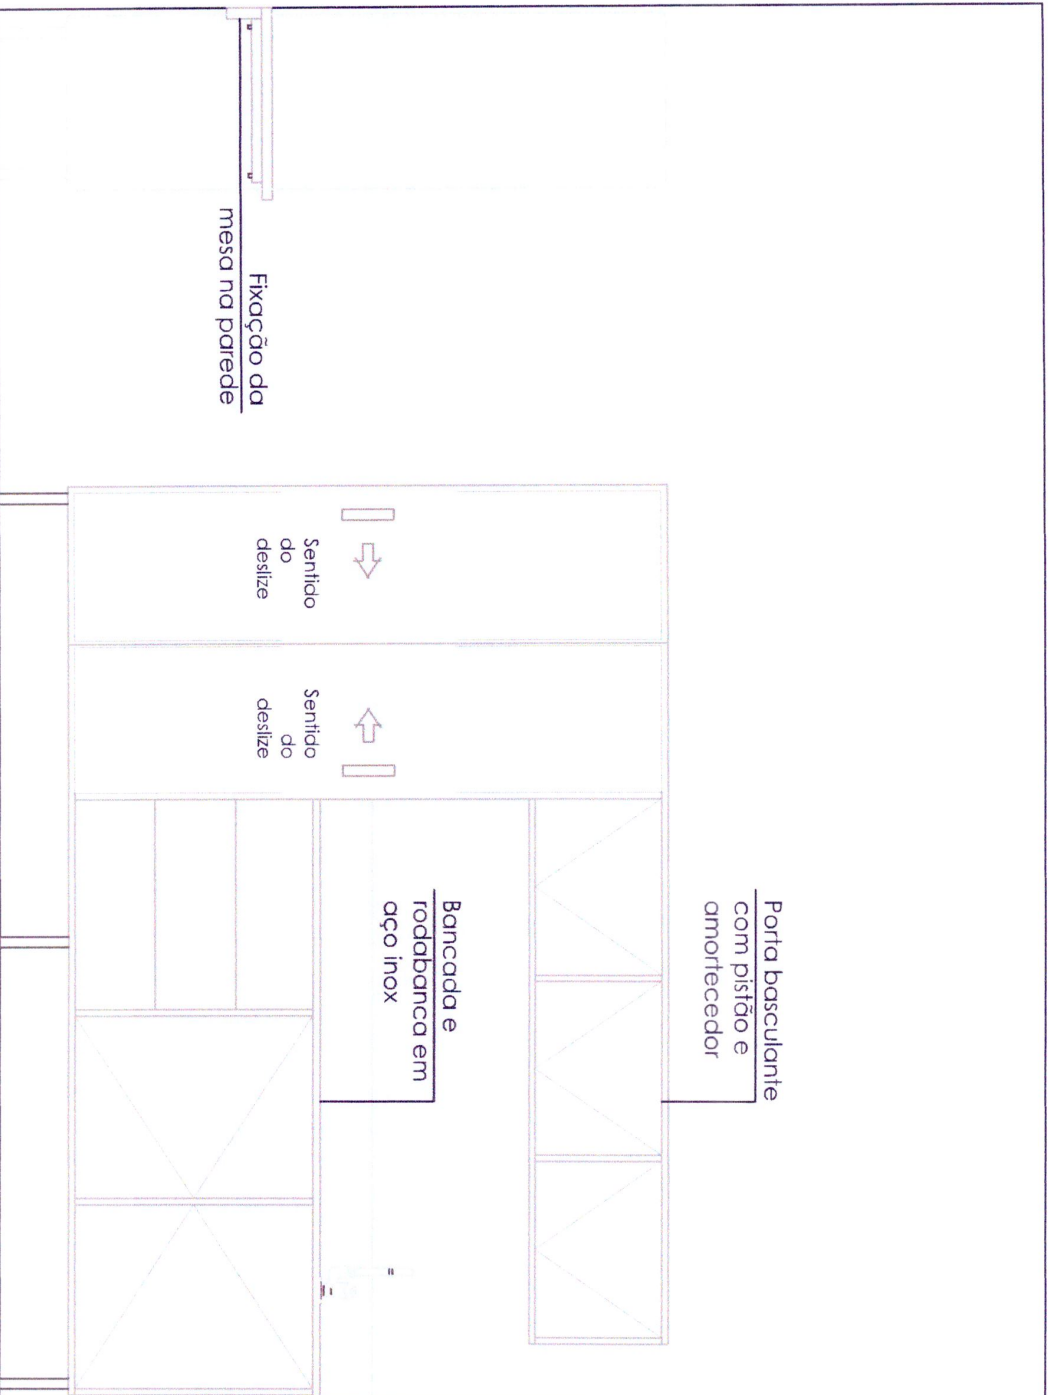 Porta basculante
com pistão e
amortecedor
Bancada e
rodabanca em
aço inox
Sentido
do
deslize
Sentido
do
deslize
Fixação da
mesa na parede